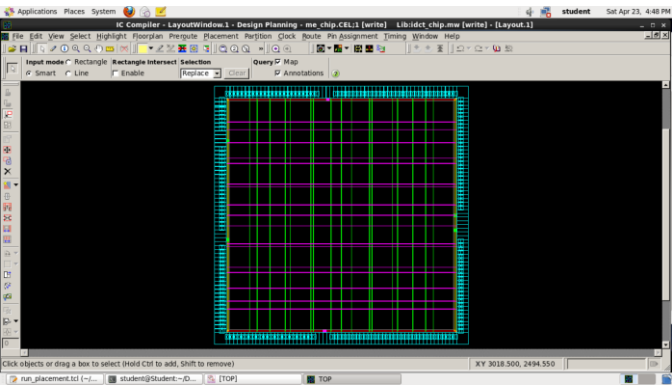 Applications Places System student Sat Apr 23, 4:48 PM
IC Compiler - LayoutWindow.1 - Design Planning - me_chip.CEL;1 [write] Lib:idct_chip.mw [write] - [Layout.1]
File Edit View Select Highlight Floorplan Preroute Placement Partition Clock Route Pin Assignment Timing Window Help
Input mode Rectangle Rectangle Intersect Selection Query Map
Smart Line Enable Replace Clear Annotations
Click objects or drag a box to select (Hold Ctrl to add, Shift to remove) XY 3018.500, 2494.550
run_placement.tcl (~/... student@Student:~/D... [TOP] TOP